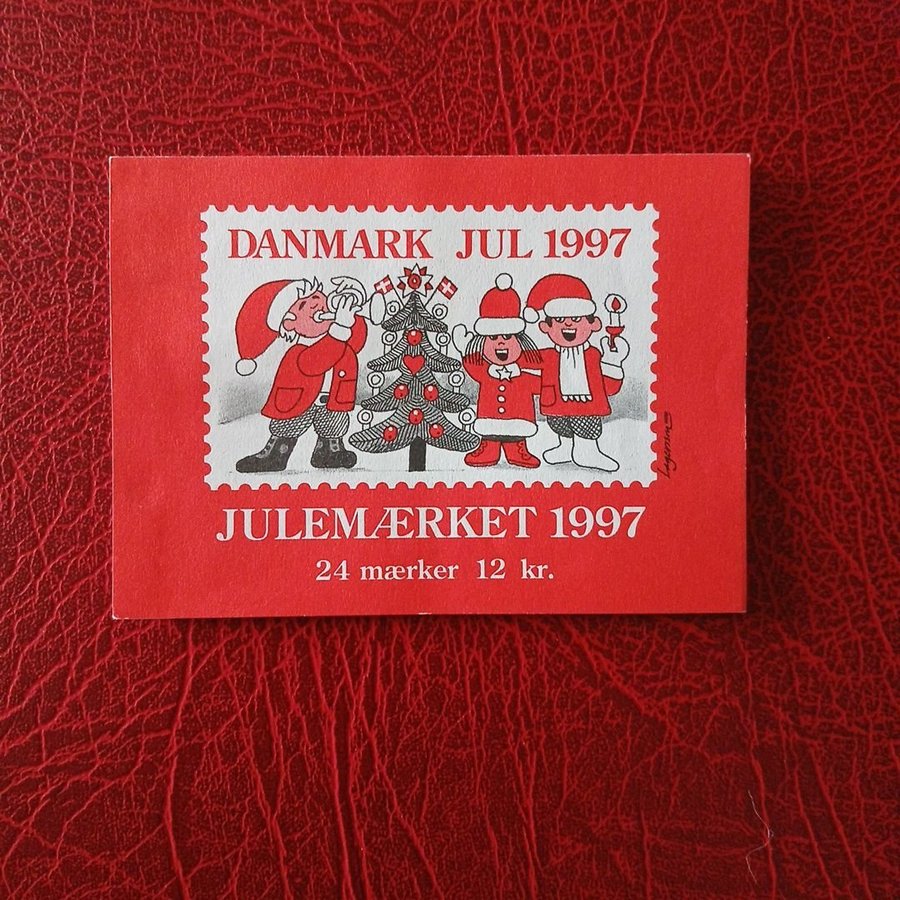 DANMARK JUL 1997
JULEMÆRKET 1997
24 mærker 12 kr.